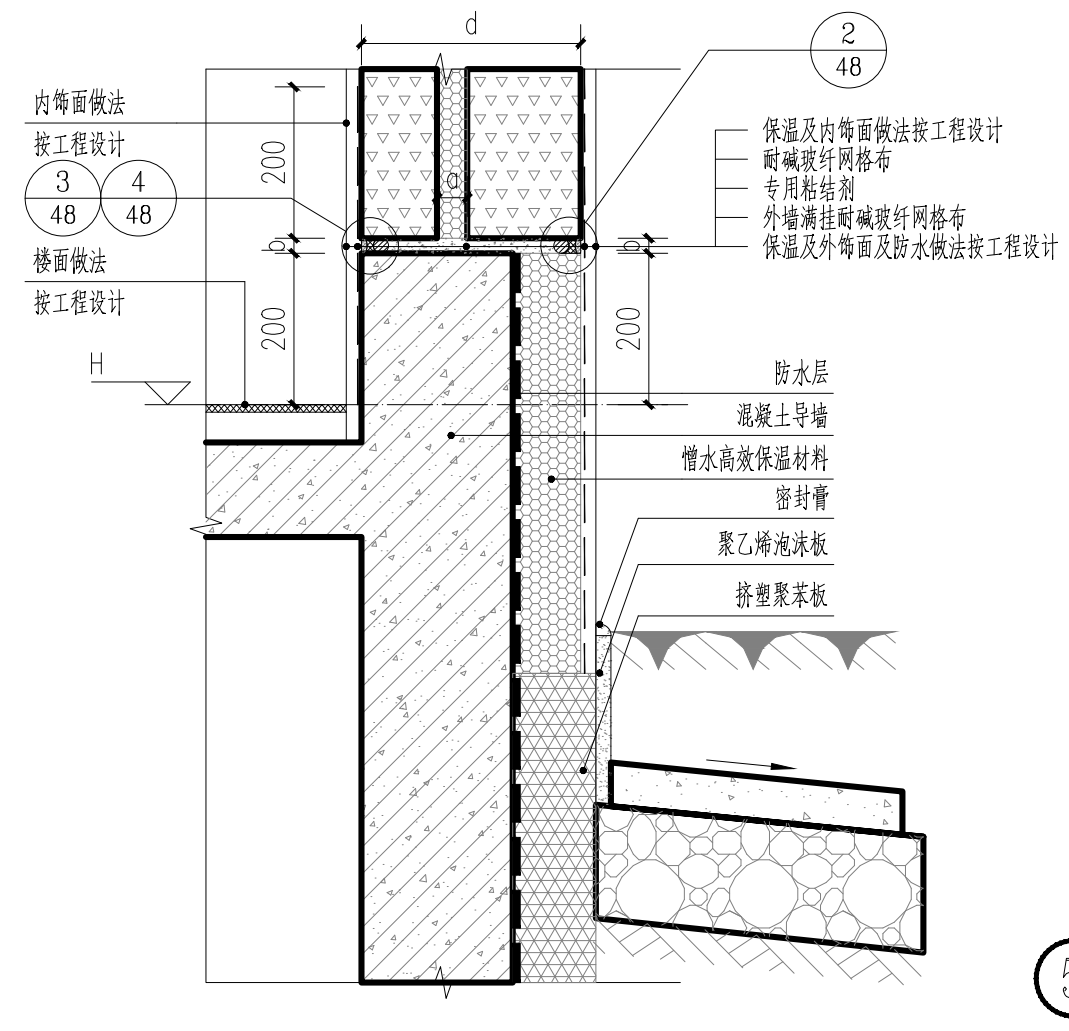 d
2
48
内饰面做法
按工程设计
200
3
48
4
48
a
b
b
保温及内饰面做法按工程设计
耐碱玻纤网格布
专用粘结剂
外墙满挂耐碱玻纤网格布
保温及外饰面及防水做法按工程设计
楼面做法
按工程设计
200
200
H
防水层
混凝土导墙
憎水高效保温材料
密封膏
聚乙烯泡沫板
挤塑聚苯板